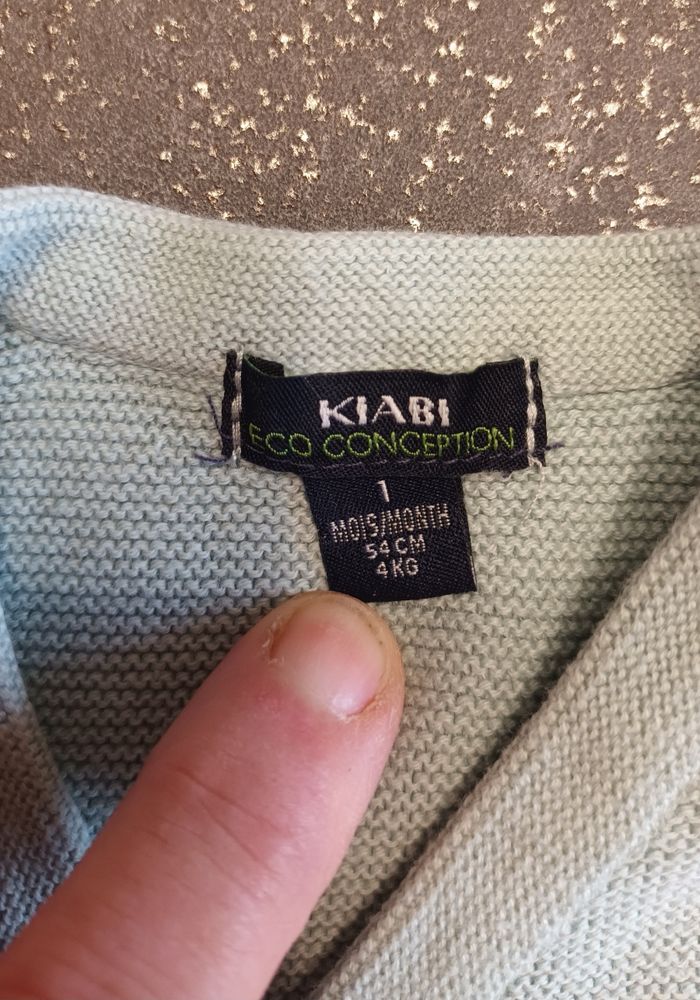 KIABI
ECO CONCEPTION
1
MOIS/MONTH
54 CM
4 KG